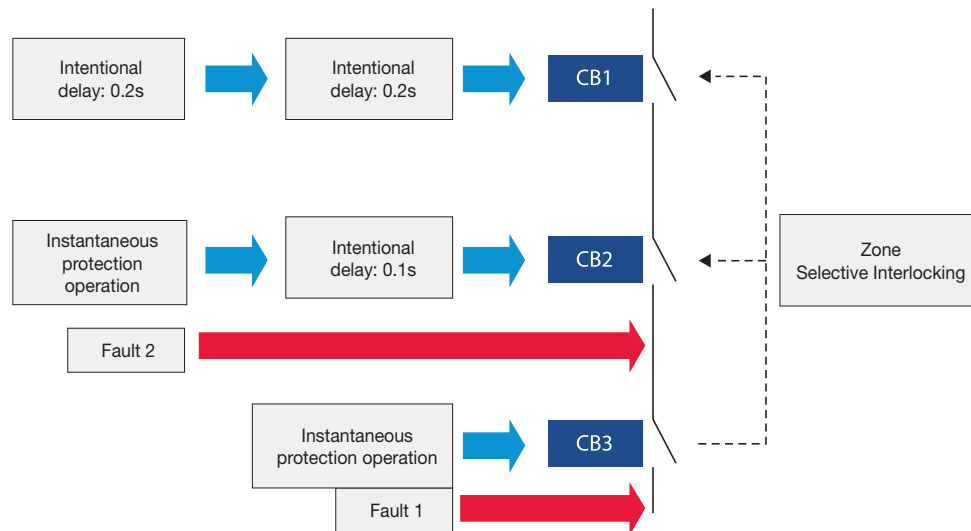 Intentional
delay: 0.2s
Intentional
delay: 0.2s
CB1
Instantaneous
protection
operation
Intentional
delay: 0.1s
CB2
Zone
Selective Interlocking
Fault 2
Instantaneous
protection operation
CB3
Fault 1